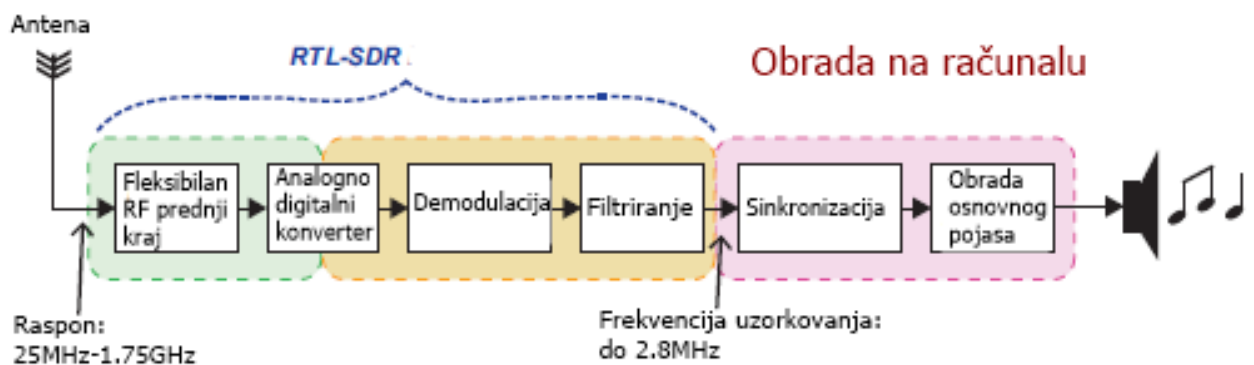 Antena
RTL-SDR
Obrada na računalu
Fleksibilan
RF prednji
kraj
Analogno
digitalni
konverter
Demodulacija
Filtriranje
Sinkronizacija
Obrada
osnovnog
pojasa
Raspon:
25MHz-1.75GHz
Frekvencija uzorkovanja:
do 2.8MHz